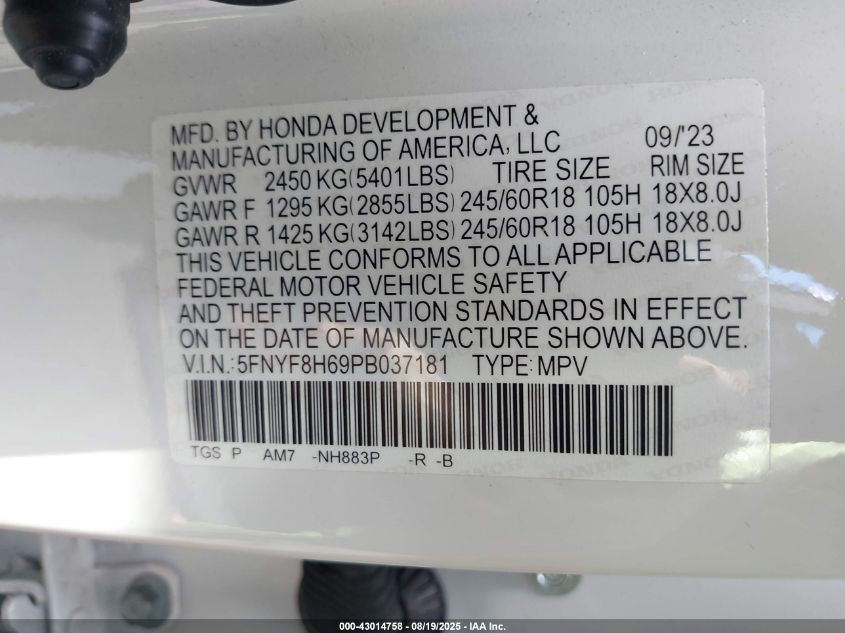 MFD. BY HONDA DEVELOPMENT &
MANUFACTURING OF AMERICA, LLC 09/'23
GVWR 2450 KG(5401LBS) TIRE SIZE RIM SIZE
GAWR F 1295 KG(2855LBS) 245/60R18 105H 18X8.0J
GAWR R 1425 KG(3142LBS) 245/60R18 105H 18X8.0J
THIS VEHICLE CONFORMS TO ALL APPLICABLE
FEDERAL MOTOR VEHICLE SAFETY
AND THEFT PREVENTION STANDARDS IN EFFECT
ON THE DATE OF MANUFACTURE SHOWN ABOVE.
V.I.N.: 5FNYF8H69PB037181 TYPE: MPV
TGS P AM7 -NH883P -R -B
000-43014758 - 08/19/2025 - IAA Inc.